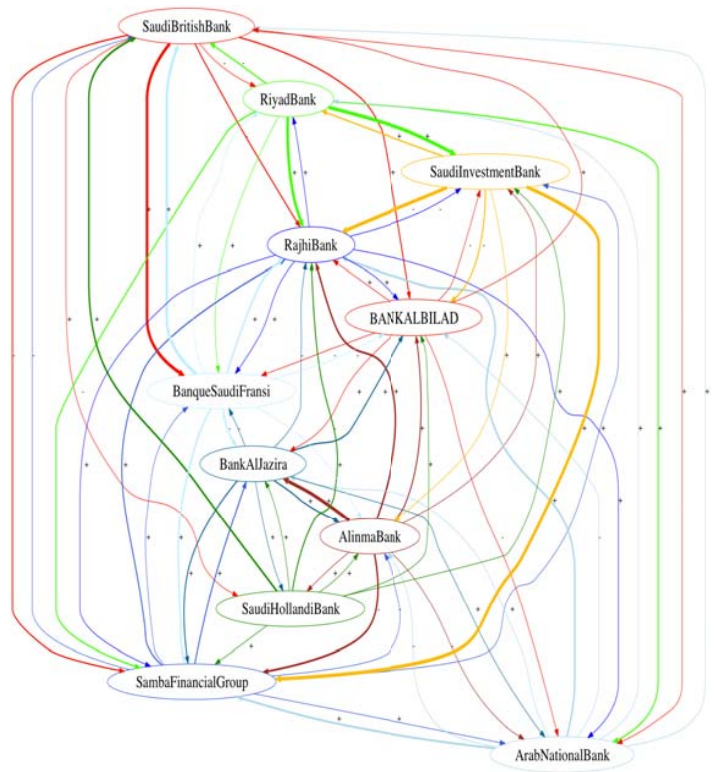 SaudiBritishBank
RiyadBank
SaudiInvestmentBank
RajhiBank
BANKALBILAD
BanqueSaudiFransi
BankAlJazira
AlinmaBank
SaudiHollandiBank
SambaFinancialGroup
ArabNationalBank